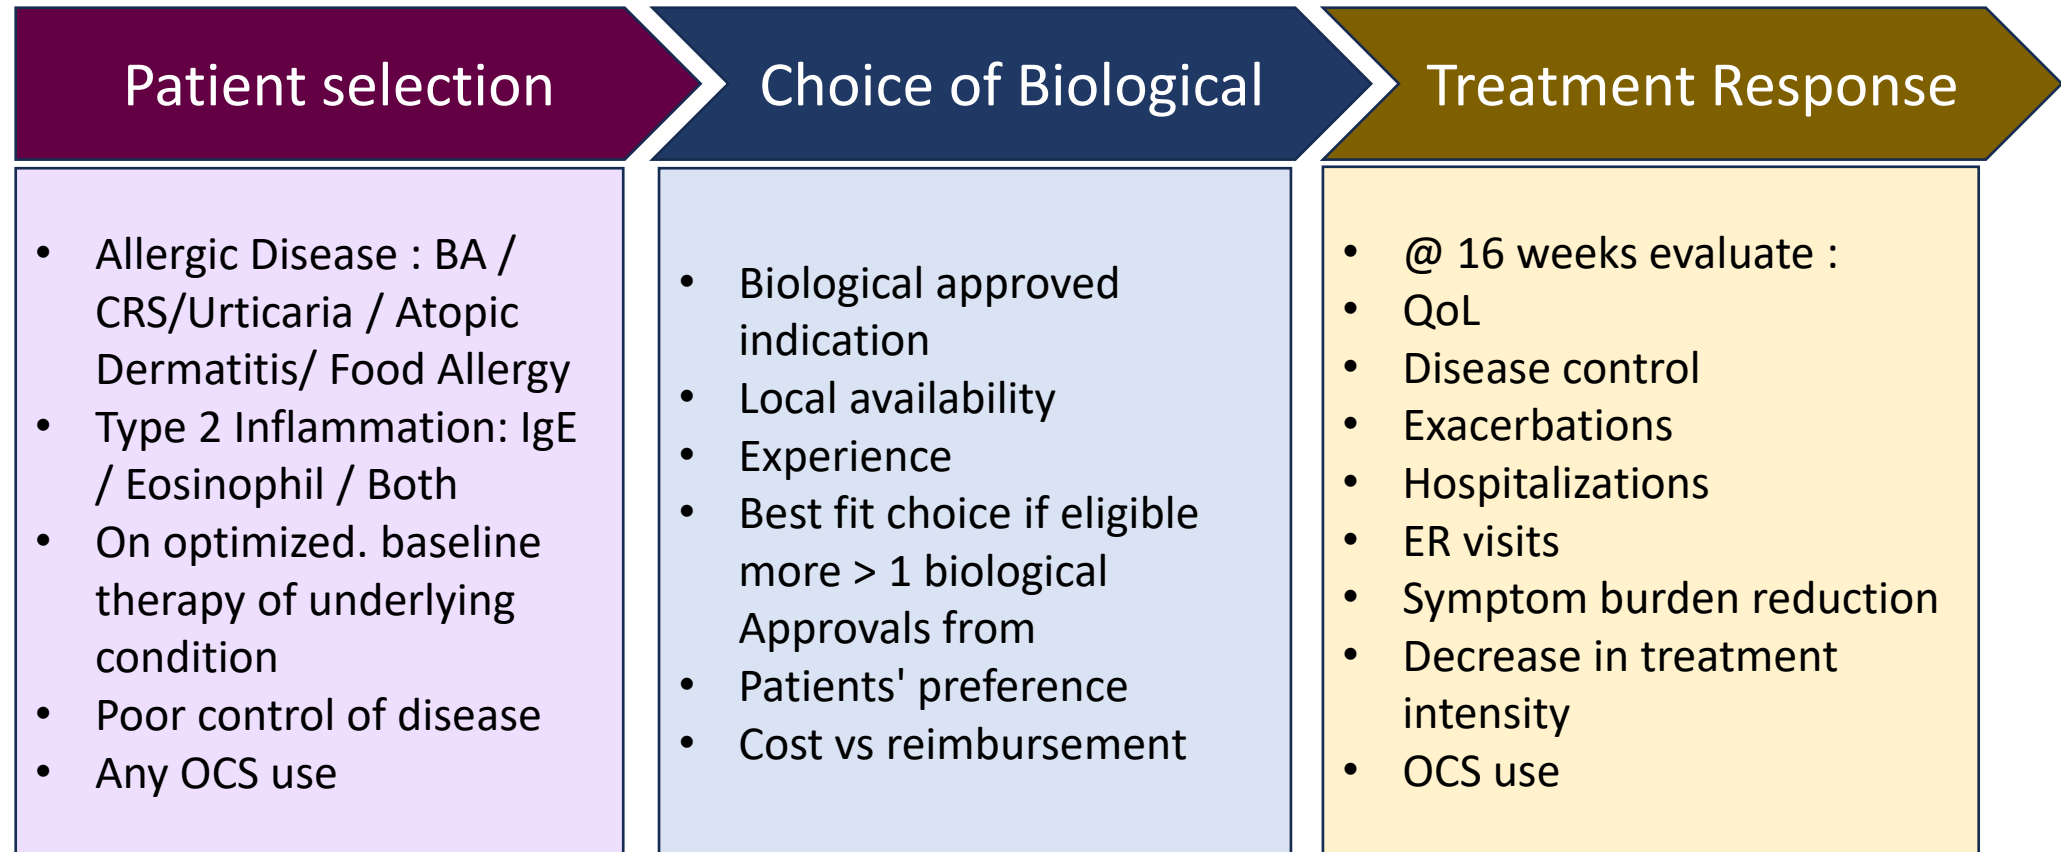 Patient selection
• Allergic Disease : BA /
CRS/Urticaria / Atopic
Dermatitis/ Food Allergy
• Type 2 Inflammation: IgE
/ Eosinophil / Both
• On optimized. baseline
therapy of underlying
condition
• Poor control of disease
• Any OCS use
Choice of Biological
• Biological approved
indication
• Local availability
• Experience
• Best fit choice if eligible
more > 1 biological
Approvals from
• Patients' preference
• Cost vs reimbursement
Treatment Response
• @ 16 weeks evaluate :
• QoL
• Disease control
• Exacerbations
• Hospitalizations
• ER visits
• Symptom burden reduction
• Decrease in treatment
intensity
• OCS use